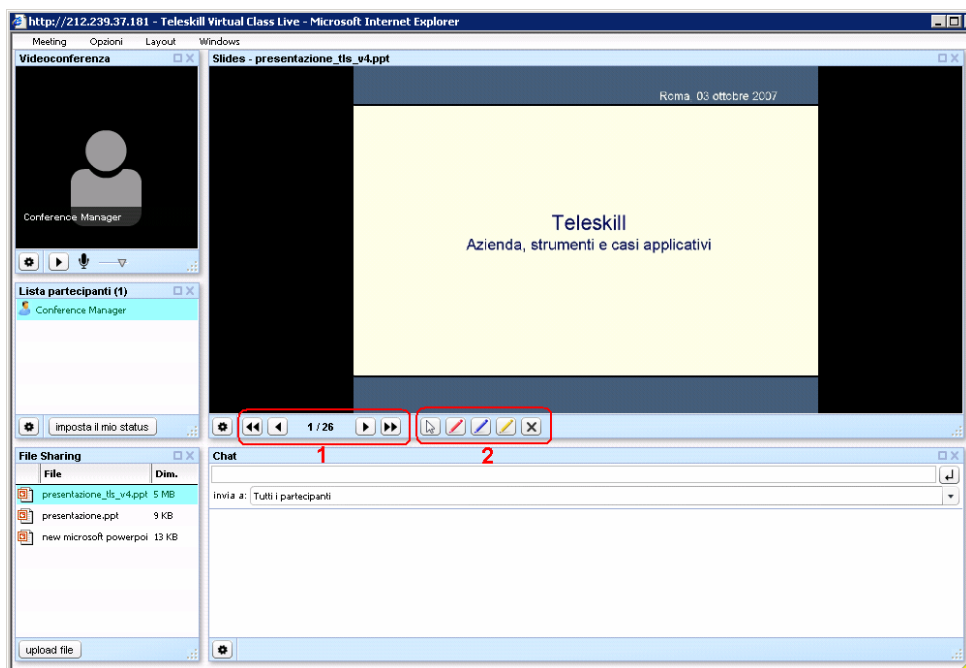 http://212.239.37.181 - Teleskill Virtual Class Live - Microsoft Internet Explorer
Meeting Opzioni Layout Windows
Videoconferenza
Conference Manager
Slides - presentazione_tls_v4.ppt
Roma, 03 ottobre 2007
Teleskill
Azienda, strumenti e casi applicativi
Lista partecipanti (1)
Conference Manager
imposta il mio status
1 / 26
1
2
File Sharing
File Dim.
presentazione_tls_v4.ppt 5 MB
presentazione.ppt 9 KB
new microsoft powerpoi 13 KB
upload file
Chat
invia a: Tutti i partecipanti